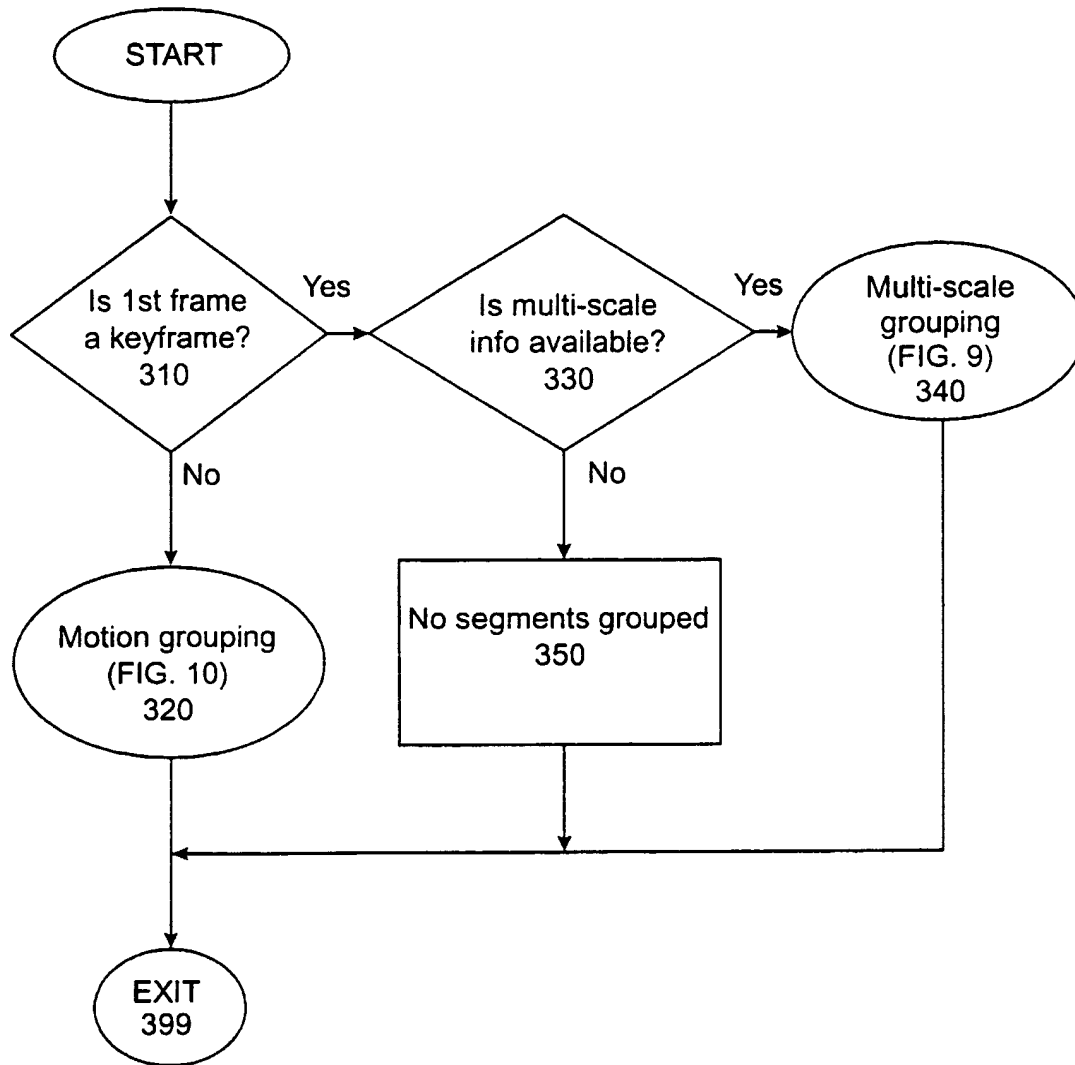 START
Is 1st frame
a keyframe?
310
Yes
Is multi-scale
info available?
330
Yes
Multi-scale
grouping
(FIG. 9)
340
No
No
Motion grouping
(FIG. 10)
320
No segments grouped
350
EXIT
399